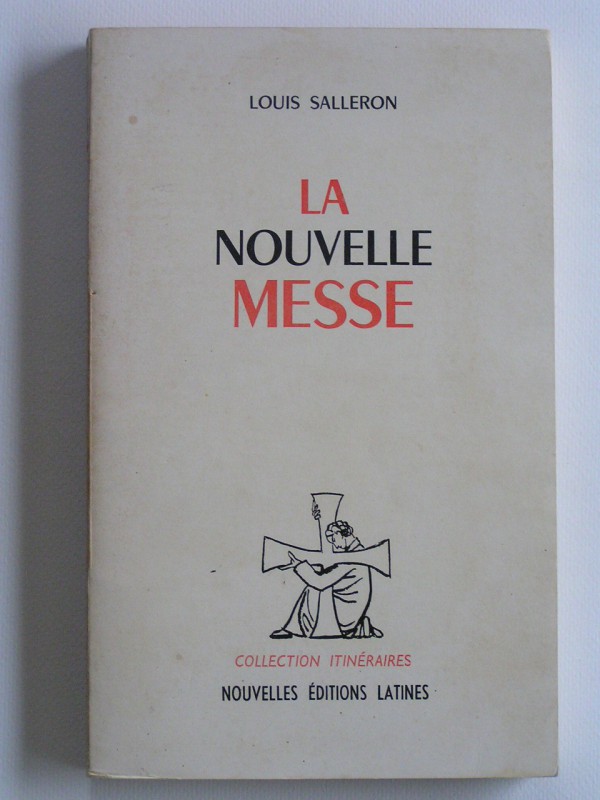 LOUIS SALLERON
LA
NOUVELLE
MESSE
COLLECTION ITINÉRAIRES
NOUVELLES ÉDITIONS LATINES